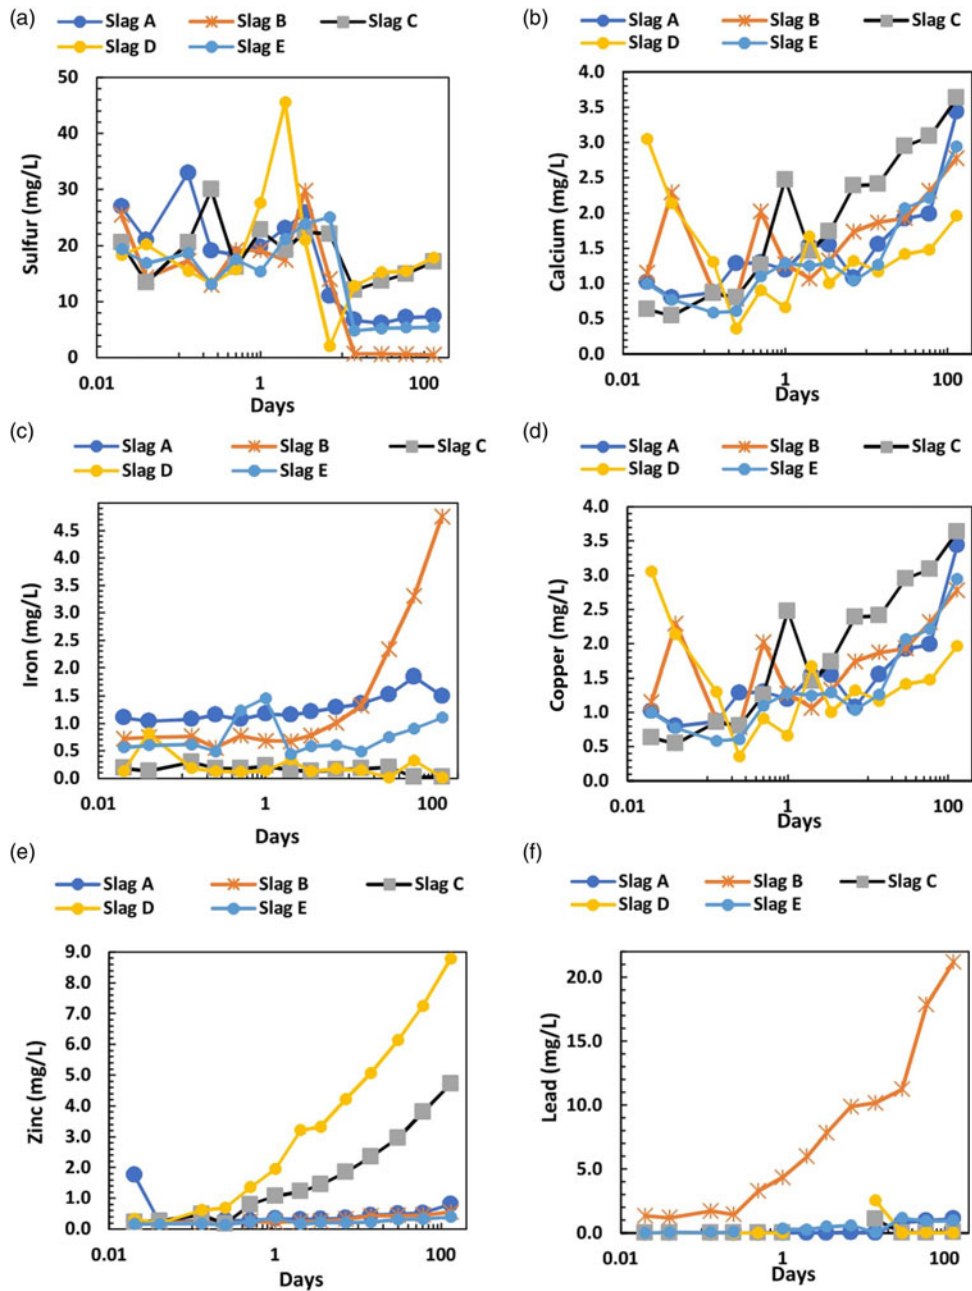 (a)
Slag A Slag B Slag C
Slag D Slag E
Sulfur (mg/L)
50
40
30
20
10
0
0.01 1 100
Days
(b)
Slag A Slag B Slag C
Slag D Slag E
Calcium (mg/L)
4.0
3.5
3.0
2.5
2.0
1.5
1.0
0.5
0.0
0.01 1 100
Days
(c)
Slag A Slag B Slag C
Slag D Slag E
Iron (mg/L)
4.5
4.0
3.5
3.0
2.5
2.0
1.5
1.0
0.5
0.0
0.01 1 100
Days
(d)
Slag A Slag B Slag C
Slag D Slag E
Copper (mg/L)
4.0
3.5
3.0
2.5
2.0
1.5
1.0
0.5
0.0
0.01 1 100
Days
(e)
Slag A Slag B Slag C
Slag D Slag E
Zinc (mg/L)
9.0
8.0
7.0
6.0
5.0
4.0
3.0
2.0
1.0
0.0
0.01 1 100
Days
(f)
Slag A Slag B Slag C
Slag D Slag E
Lead (mg/L)
20.0
15.0
10.0
5.0
0.0
0.01 1 100
Days